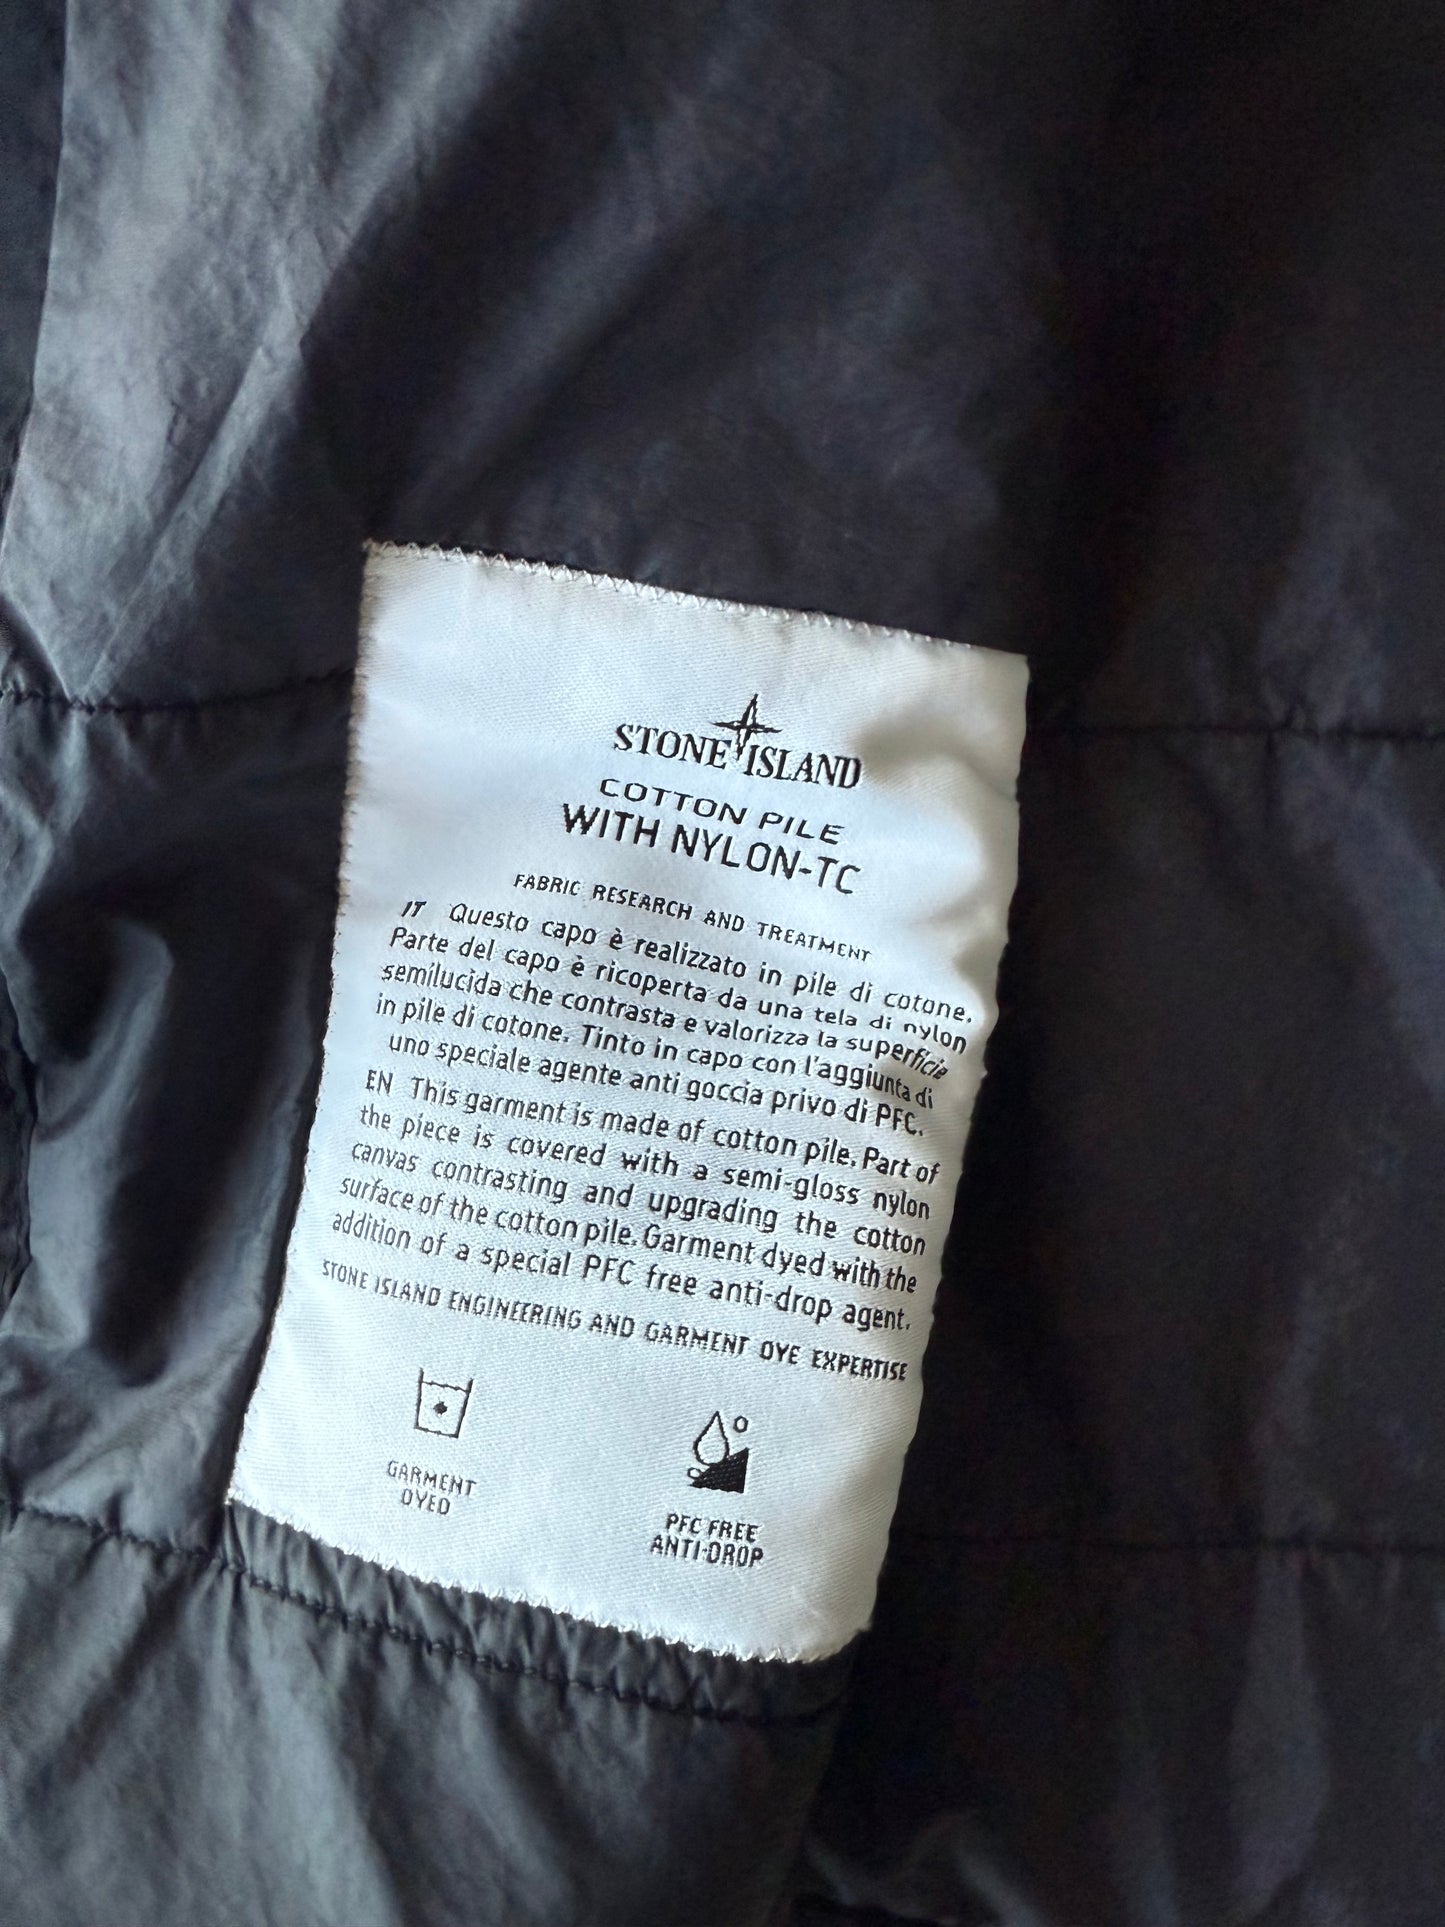 STONE ISLAND
COTTON PILE
WITH NYLON-TC
FABRIC RESEARCH AND TREATMENT
IT Questo capo è realizzato in pile di cotone.
Parte del capo è ricoperta da una tela di nylon
semilucida che contrasta e valorizza la superficie
in pile di cotone. Tinto in capo con l'aggiunta di
uno speciale agente anti goccia privo di PFC.
EN This garment is made of cotton pile. Part of
the piece is covered with a semi-gloss nylon
canvas contrasting and upgrading the cotton
surface of the cotton pile. Garment dyed with the
addition of a special PFC free anti-drop agent.
STONE ISLAND ENGINEERING AND GARMENT DYE EXPERTISE
GARMENT
DYED
PFC FREE
ANTI-DROP